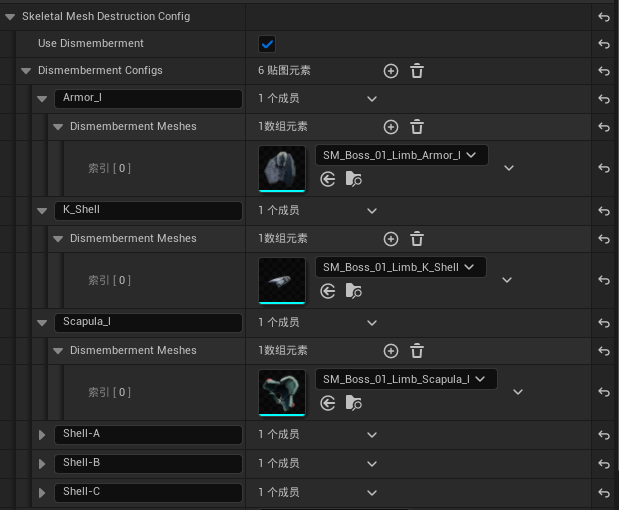 Skeletal Mesh Destruction Config
Use Dismemberment
Dismemberment Configs 6 贴图元素
Armor_l 1 个成员
Dismemberment Meshes 1数组元素
索引 [ 0 ] SM_Boss_01_Limb_Armor_l
K_Shell 1 个成员
Dismemberment Meshes 1数组元素
索引 [ 0 ] SM_Boss_01_Limb_K_Shell
Scapula_l 1 个成员
Dismemberment Meshes 1数组元素
索引 [ 0 ] SM_Boss_01_Limb_Scapula_l
Shell-A 1 个成员
Shell-B 1 个成员
Shell-C 1 个成员